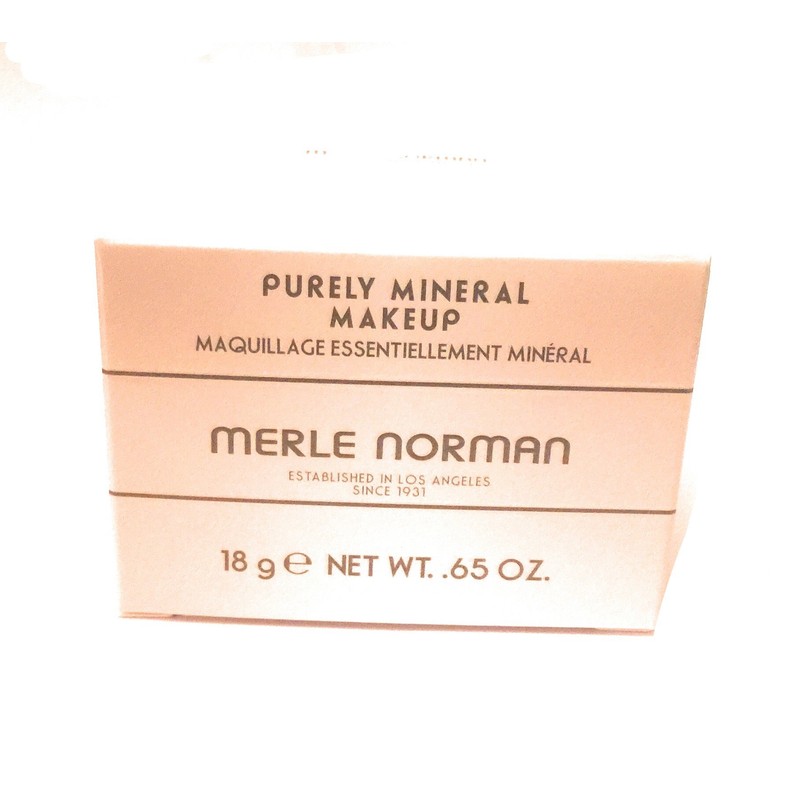 PURELY MINERAL
MAKEUP
MAQUILLAGE ESSENTIELLEMENT MINÉRAL
MERLE NORMAN
ESTABLISHED IN LOS ANGELES
SINCE 1931
18 g ℮ NET WT. .65 OZ.